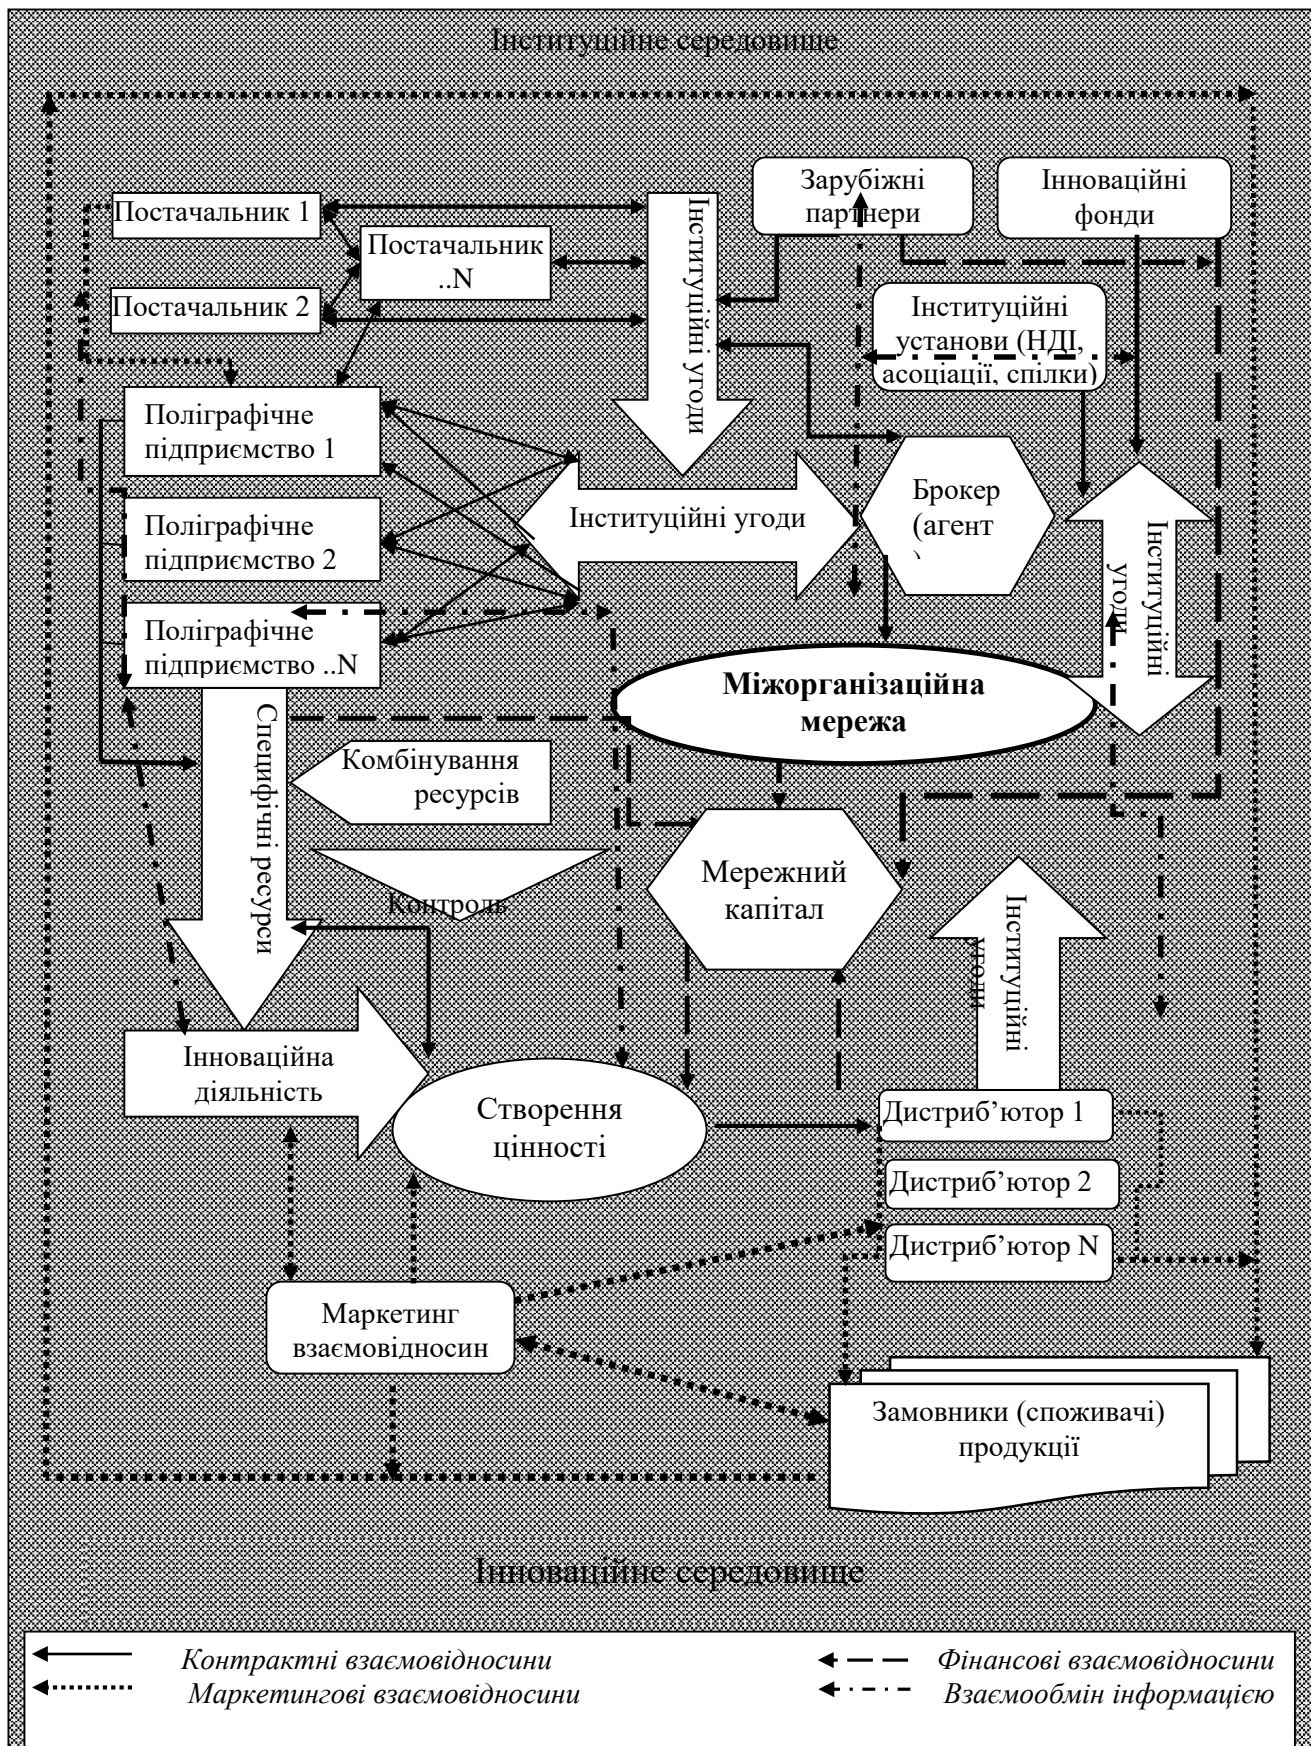 Інституційне середовище
Зарубіжні
партнери
Інноваційні
фонди
Постачальник 1
Постачальник
..N
Постачальник 2
Інституційні угоди
Інституційні
установи (НДІ,
асоціації, спілки)
Поліграфічне
підприємство 1
Поліграфічне
підприємство 2
Поліграфічне
підприємство ..N
Інституційні угоди
Брокер
(агент
)
Інституційні
угоди
Міжорганізаційна
мережа
Специфічні ресурси
Комбінування
ресурсів
Контроль
Мережний
капітал
Інституційні
угоди
Інноваційна
діяльність
Створення
цінності
Дистриб’ютор 1
Дистриб’ютор 2
Дистриб’ютор N
Маркетинг
взаємовідносин
Замовники (споживачі)
продукції
Інноваційне середовище
Контрактні взаємовідносини
Фінансові взаємовідносини
Маркетингові взаємовідносини
Взаємообмін інформацією